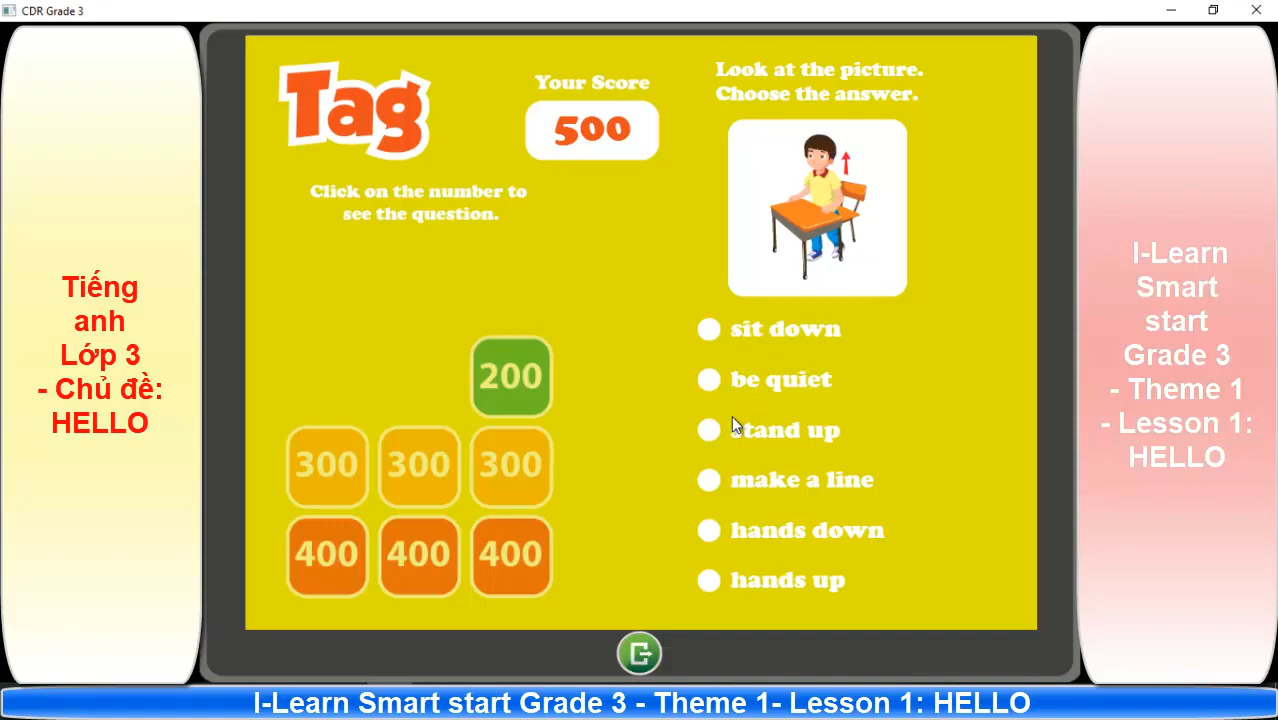 CDR Grade 3
Tiếng
anh
Lớp 3
- Chủ đề:
HELLO
Tag
Your Score
500
Click on the number to
see the question.
200
300 300 300
400 400 400
Look at the picture.
Choose the answer.
sit down
be quiet
stand up
make a line
hands down
hands up
I-Learn
Smart
start
Grade 3
- Theme 1
- Lesson 1:
HELLO
I-Learn Smart start Grade 3 - Theme 1- Lesson 1: HELLO